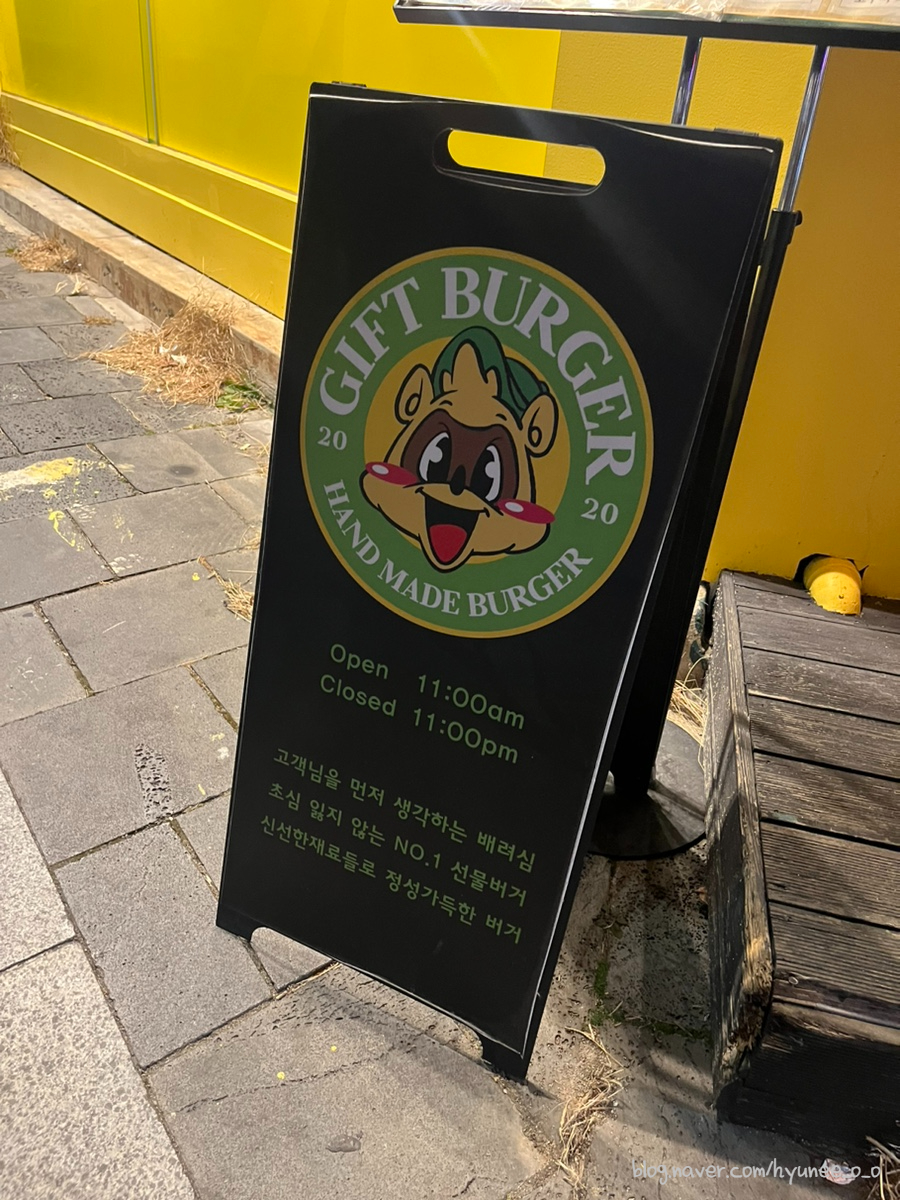 GIFT BURGER
20 20
HAND MADE BURGER
Open 11:00am
Closed 11:00pm
고객님을 먼저 생각하는 배려심
초심 잃지 않는 NO.1 선물버거
신선한재료들로 정성가득한 버거